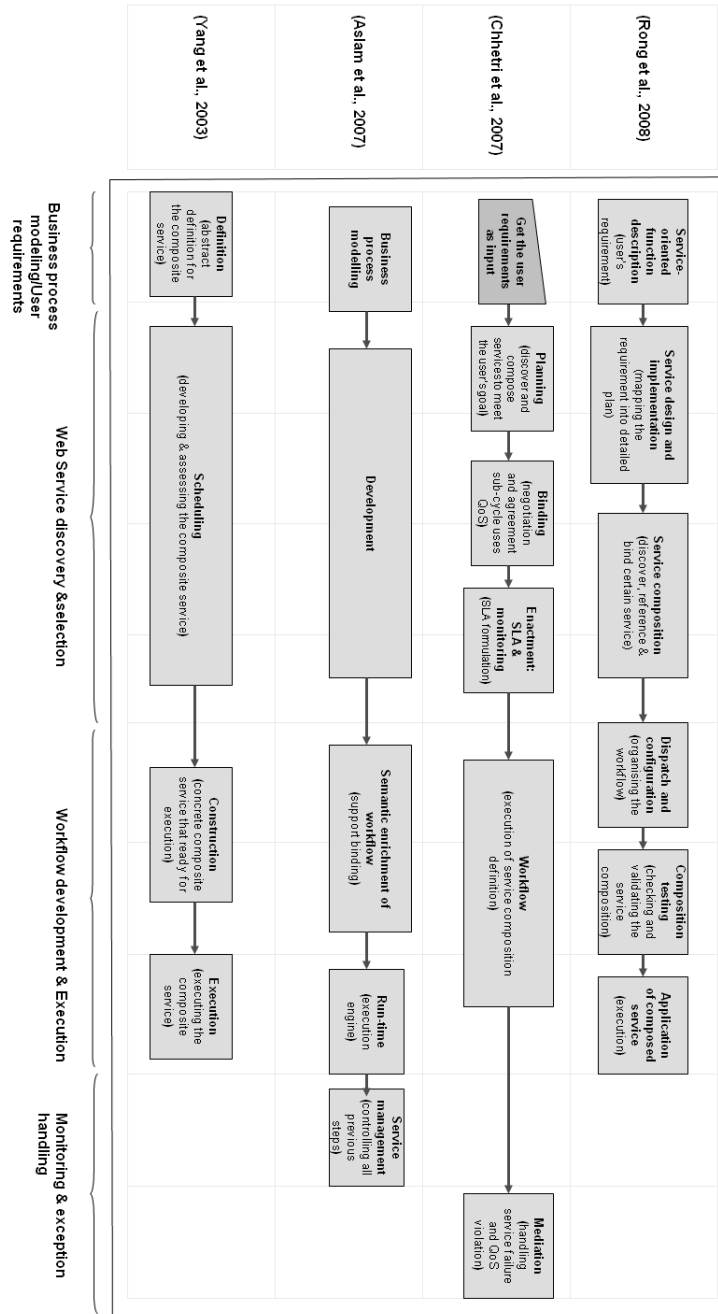 (Rong et al., 2008)
Service-
oriented
function
description
(user's
requirement)
Service design and
implementation
(mapping the
requirement into detailed
plan)
Service composition
(discover, reference &
bind certain service)
Dispatch and
configuration
(organising the
workflow)
Composition
testing
(checking and
validating the
service
composition)
Application
of composed
service
(execution)
(Chhetri et al., 2007)
Get the user
requirements
as input
Planning
(discover and
compose
services to meet
the user's goal)
Binding
(negotiation
and agreement
sub-cycle uses
QoS)
Enactment:
SLA &
monitoring
(SLA formulation)
Workflow
(execution of service composition
definition)
Mediation
(handling
service failure
and QoS
violation)
(Aslam et al., 2007)
Business
process
modelling
Development
Semantic enrichment of
workflow
(support binding)
Run-time
(execution
engine)
Service
management
(controlling all
previous
steps)
(Yang et al., 2003)
Definition
(abstract
definition for
the composite
service)
Scheduling
(developing & assessing the composite service)
Construction
(concrete composite
service that ready for
execution)
Execution
(executing the
composite
service)
Business process
modeling/User
requirements
Web Service discovery &selection
Workflow development & Execution
Monitoring & exception
handling